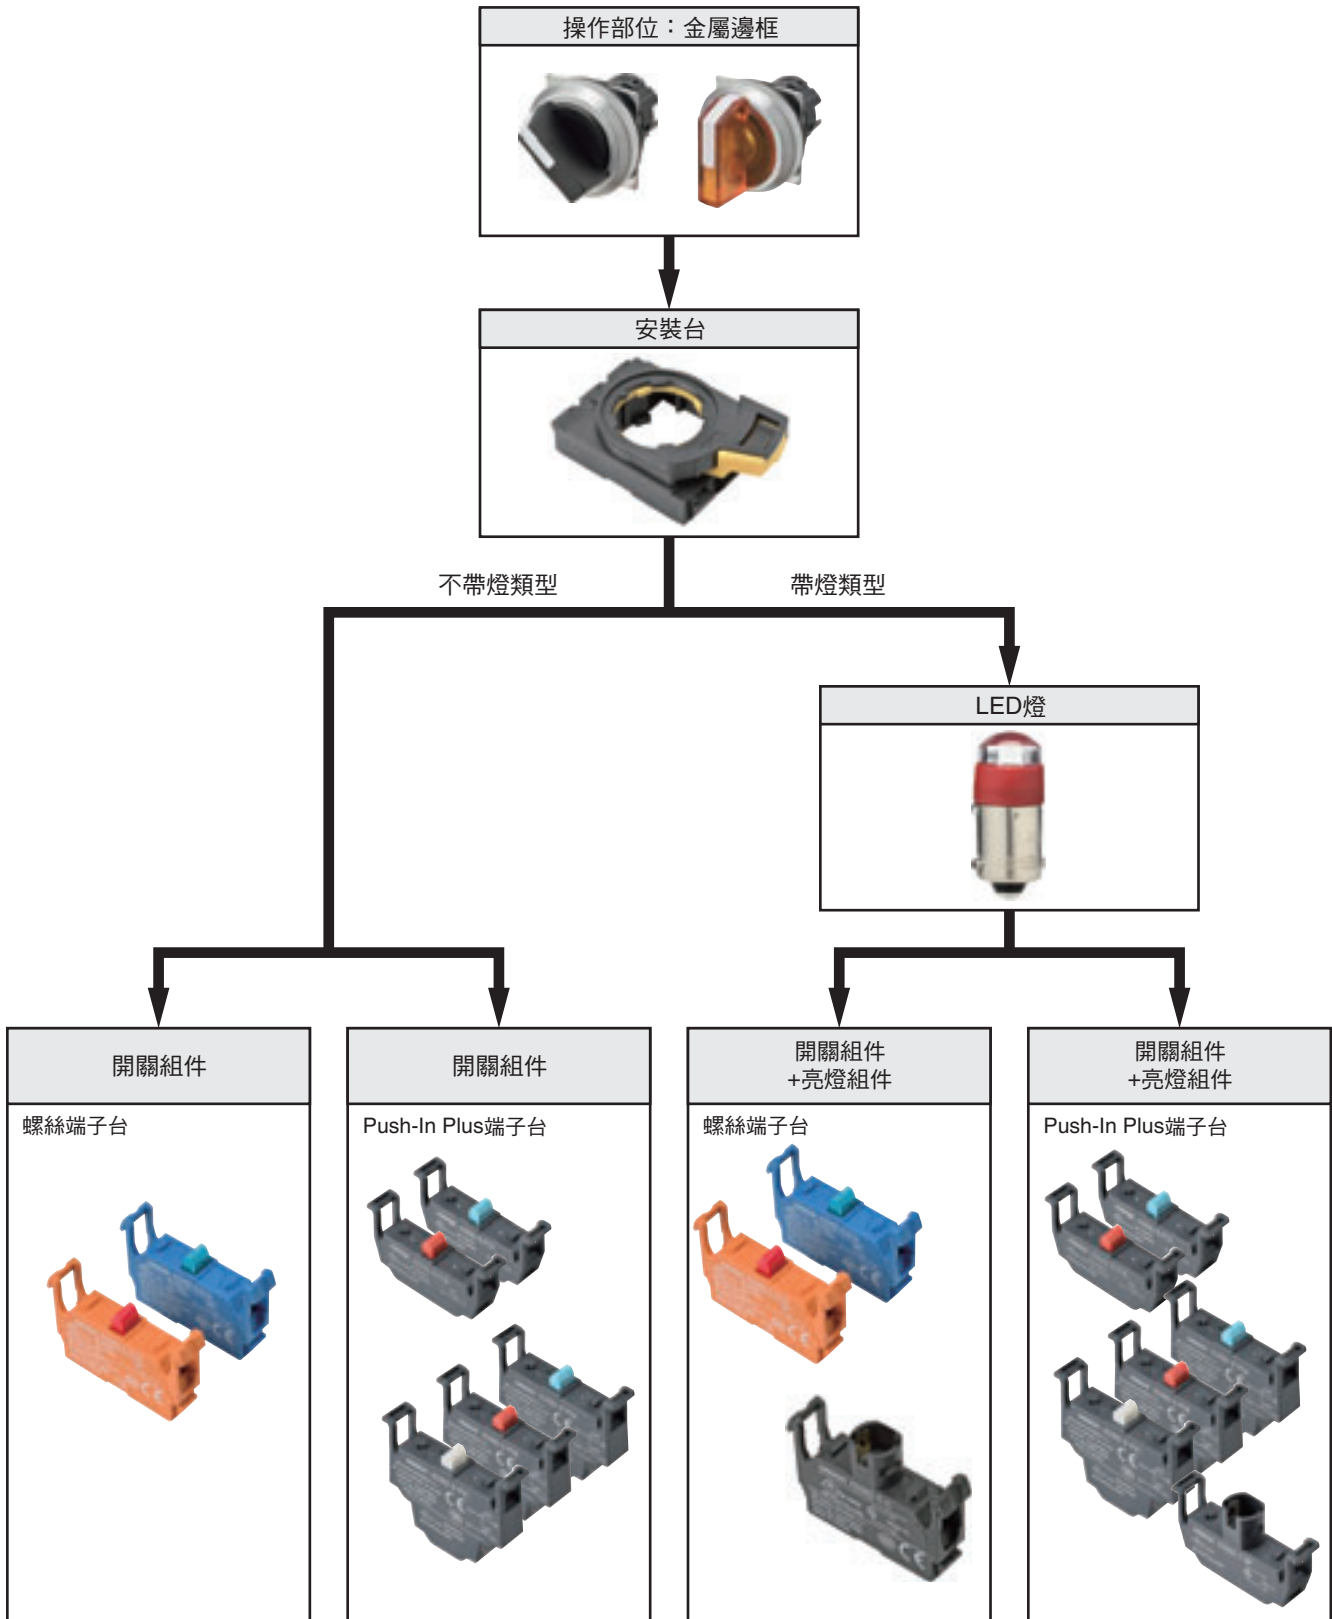 操作部位：金屬邊框
安裝台
不帶燈類型
帶燈類型
LED燈
開關組件
開關組件
開關組件
+亮燈組件
開關組件
+亮燈組件
螺絲端子台
Push-In Plus端子台
螺絲端子台
Push-In Plus端子台